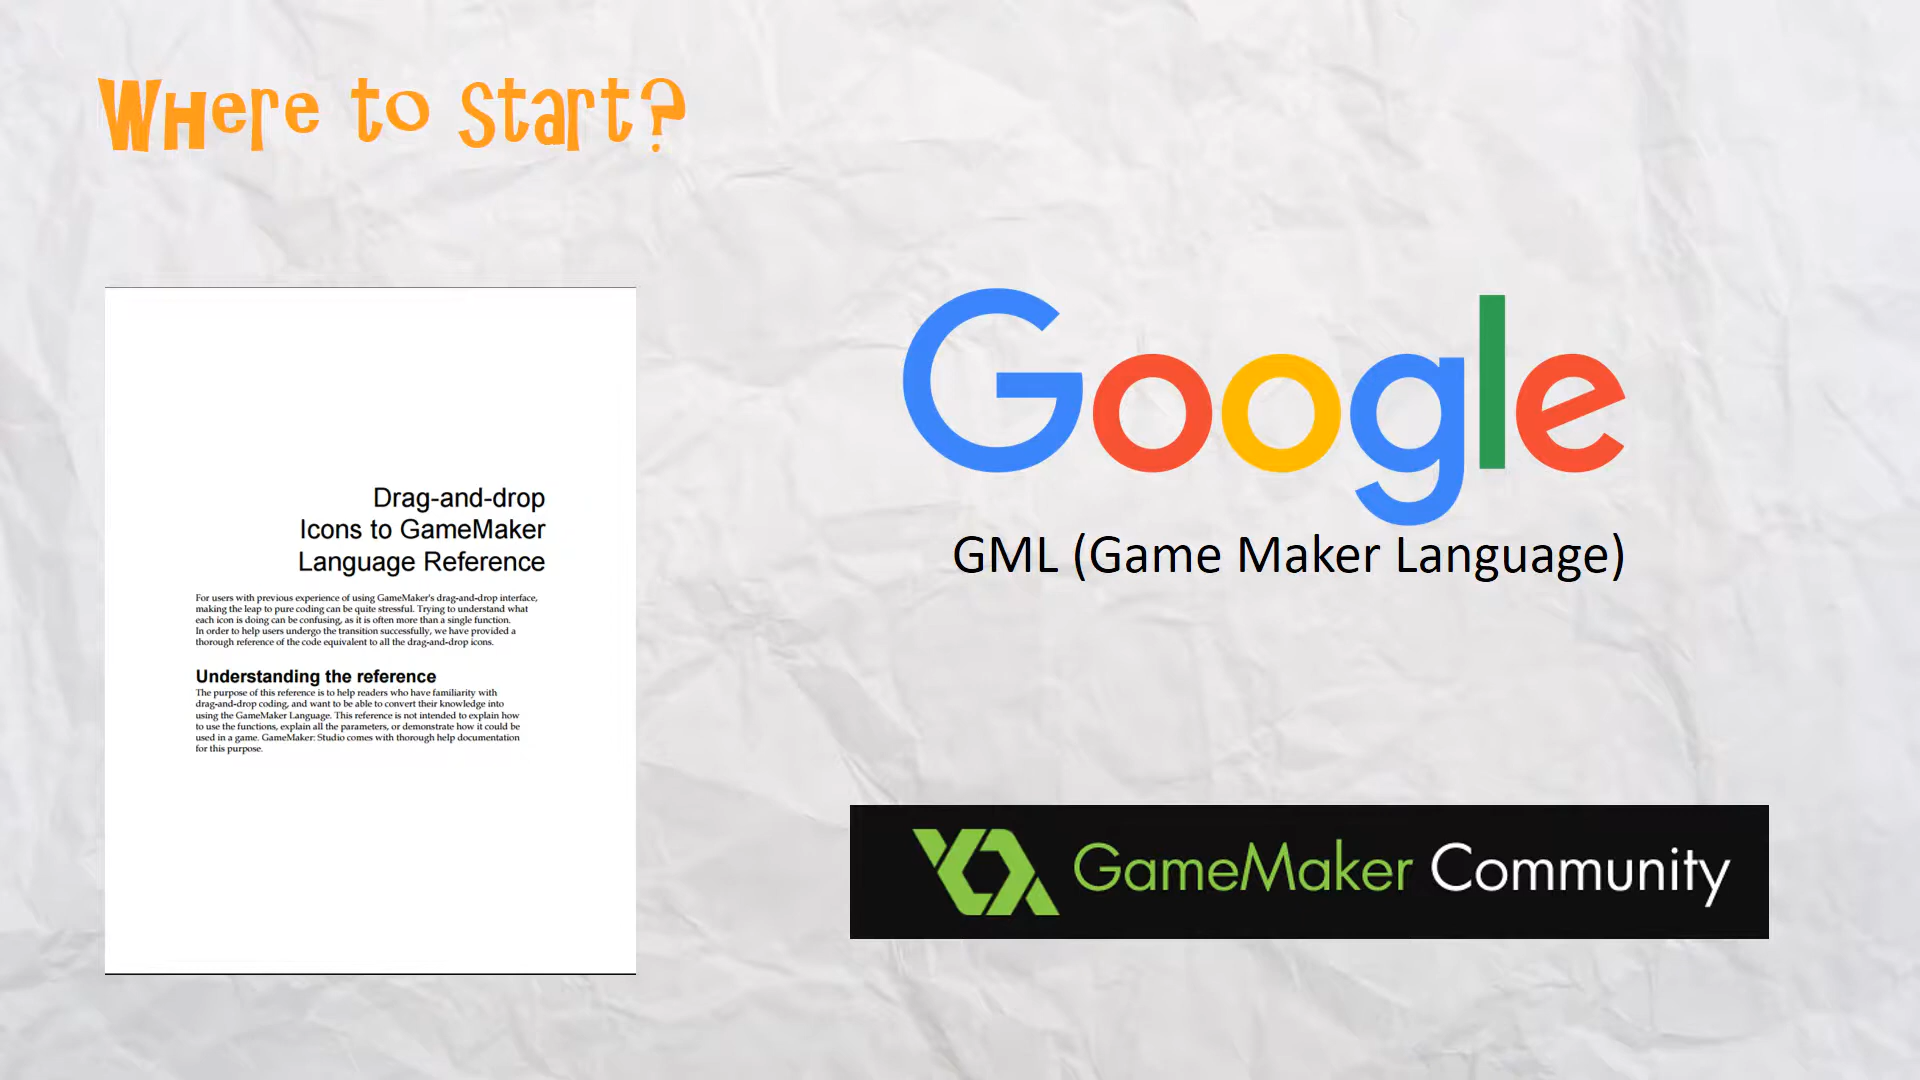 Where to start?
Drag-and-drop
Icons to GameMaker
Language Reference
For users with previous experience of using GameMaker's drag-and-drop interface,
making the leap to pure coding can be quite stressful. Trying to understand what
each icon is doing can be confusing, as it is often more than a single function.
In order to help users undergo the transition successfully, we have provided a
thorough reference of the code equivalent to all the drag-and-drop icons.
Understanding the reference
The purpose of this reference is to help readers who have familiarity with
drag-and-drop coding, and want to be able to convert their knowledge into
using the GameMaker Language. This reference is not intended to explain how
to use the functions, explain all the parameters, or demonstrate how it could be
used in a game. GameMaker: Studio comes with thorough help documentation
for this purpose.
Google
GML (Game Maker Language)
GameMaker Community